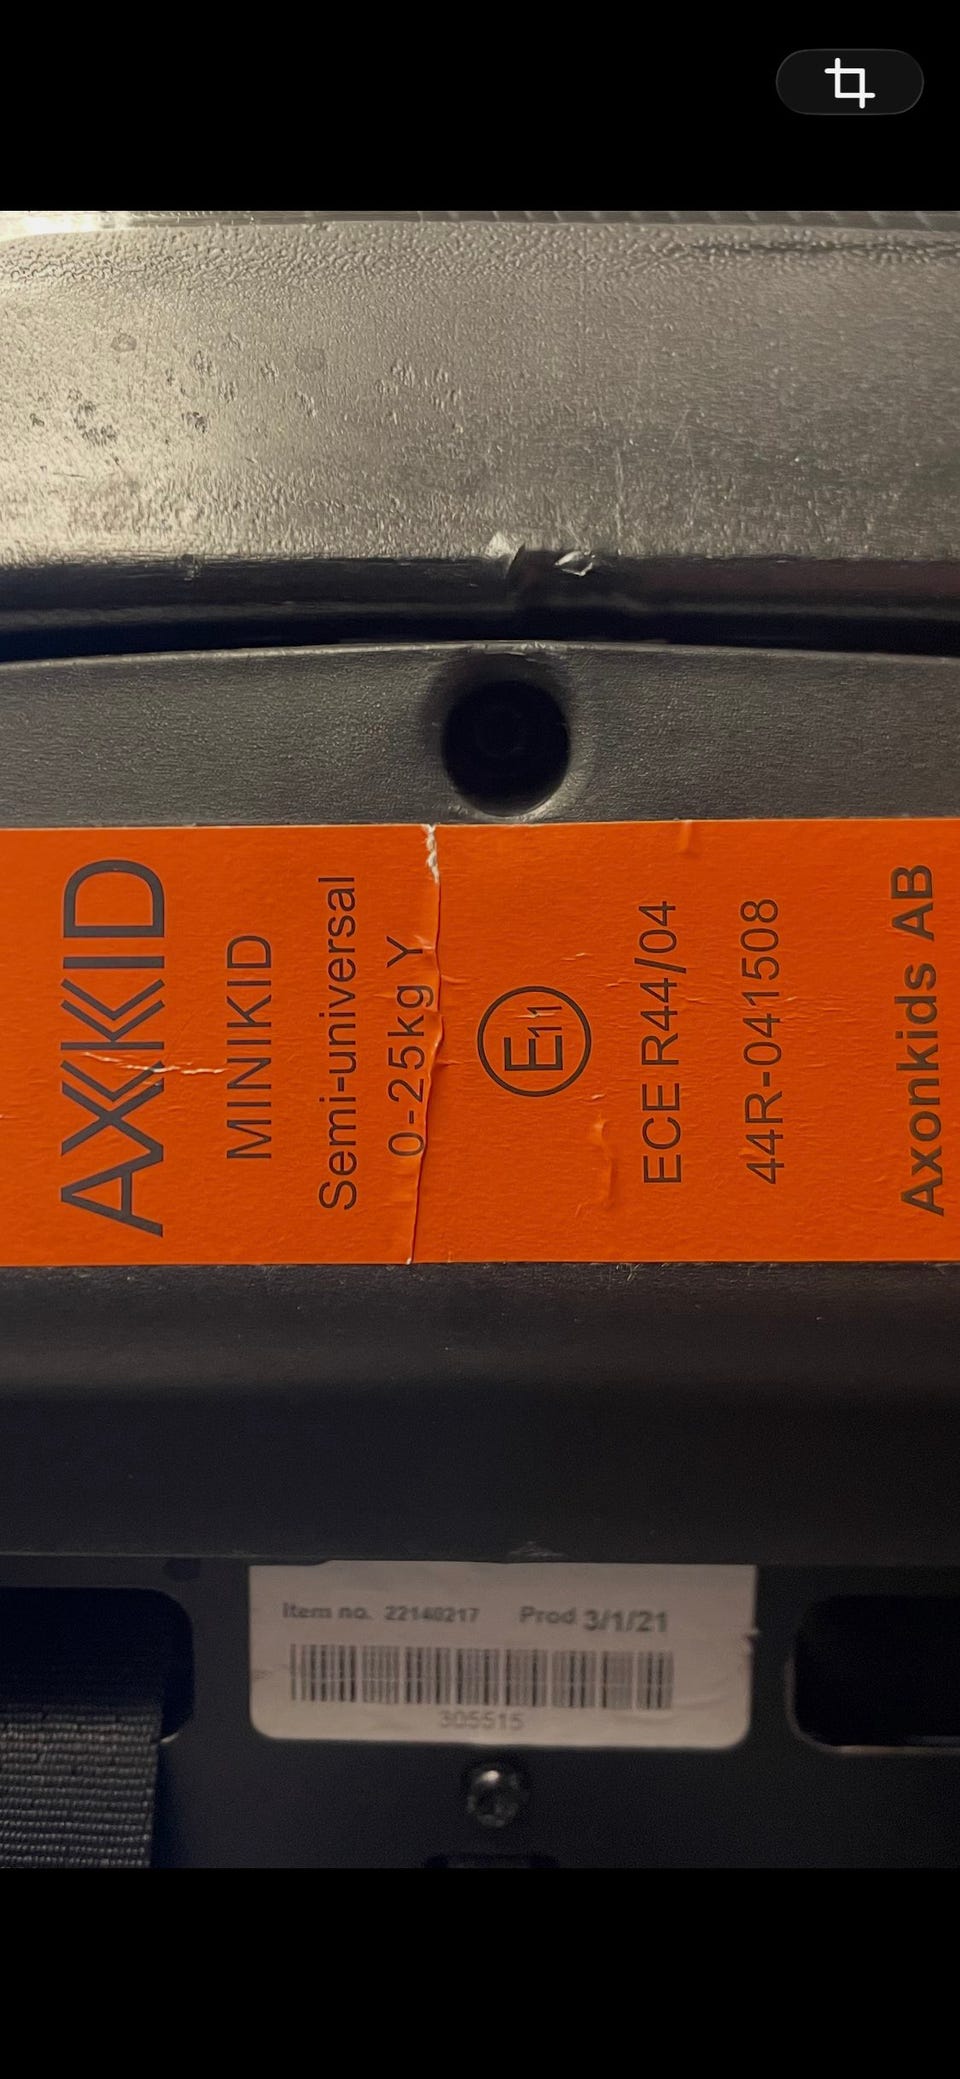 AXKID
MINIKID
Semi-universal
0-25kg Y
E11
ECE R44/04
44R-041508
Axonkids AB
Item no. 22140217 Prod 3/1/21
305515